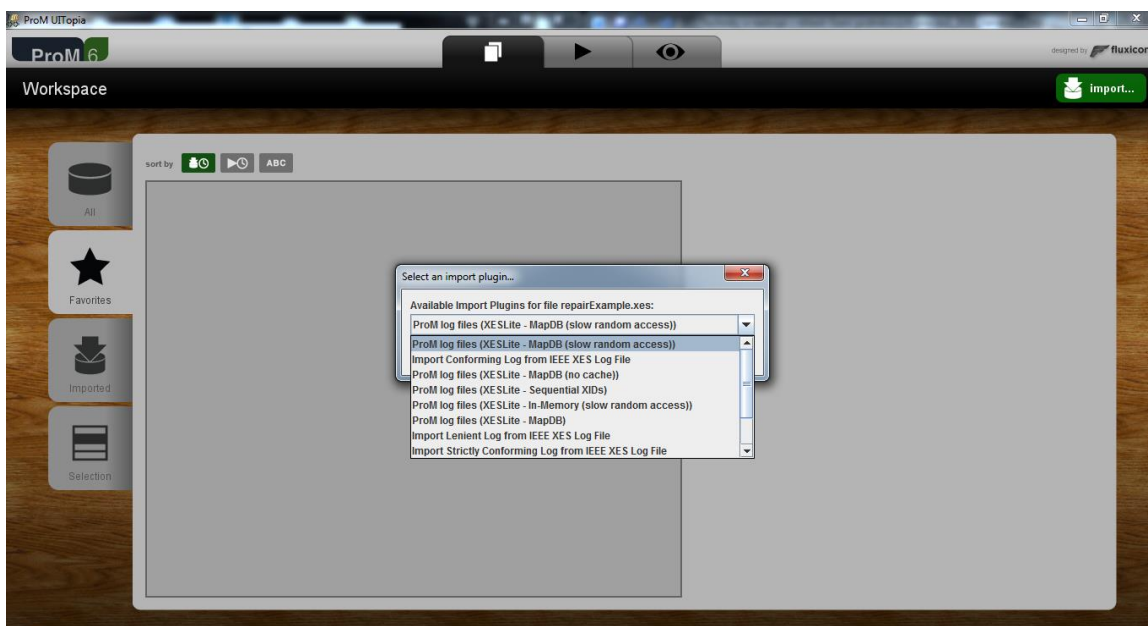 ProM UITopia
ProM 6
designed by fluxicon
Workspace
import...
sort by ABC
All
Favorites
Imported
Selection
Select an import plugin...
Available Import Plugins for file repairExample.xes:
ProM log files (XESLite - MapDB (slow random access))
ProM log files (XESLite - MapDB (slow random access))
Import Conforming Log from IEEE XES Log File
ProM log files (XESLite - MapDB (no cache))
ProM log files (XESLite - Sequential XIDs)
ProM log files (XESLite - In-Memory (slow random access))
ProM log files (XESLite - MapDB)
Import Lenient Log from IEEE XES Log File
Import Strictly Conforming Log from IEEE XES Log File